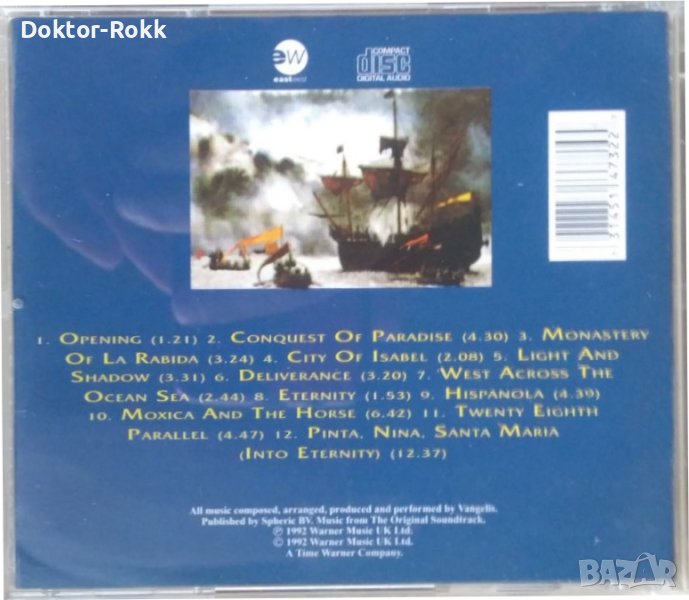 Doktor-Rokk
ew
eastwest
COMPACT
disc
DIGITAL AUDIO
1. OPENING (1.21) 2. CONQUEST OF PARADISE (4.30) 3. MONASTERY
OF LA RABIDA (3.24) 4. CITY OF ISABEL (2.08) 5. LIGHT AND
SHADOW (3.31) 6. DELIVERANCE (3.20) 7. WEST ACROSS THE
OCEAN SEA (2.44) 8. ETERNITY (1.53) 9. HISPANOLA (4.39)
10. MOXICA AND THE HORSE (6.42) 11. TWENTY EIGHTH
PARALLEL (4.47) 12. PINTA, NINA, SANTA MARIA
(INTO ETERNITY) (12.37)
All music composed, arranged, produced and performed by Vangelis.
Published by Spheric BV. Music from The Original Soundtrack.
℗ 1992 Warner Music UK Ltd.
© 1992 Warner Music UK Ltd.
A Time Warner Company.
BAZAR